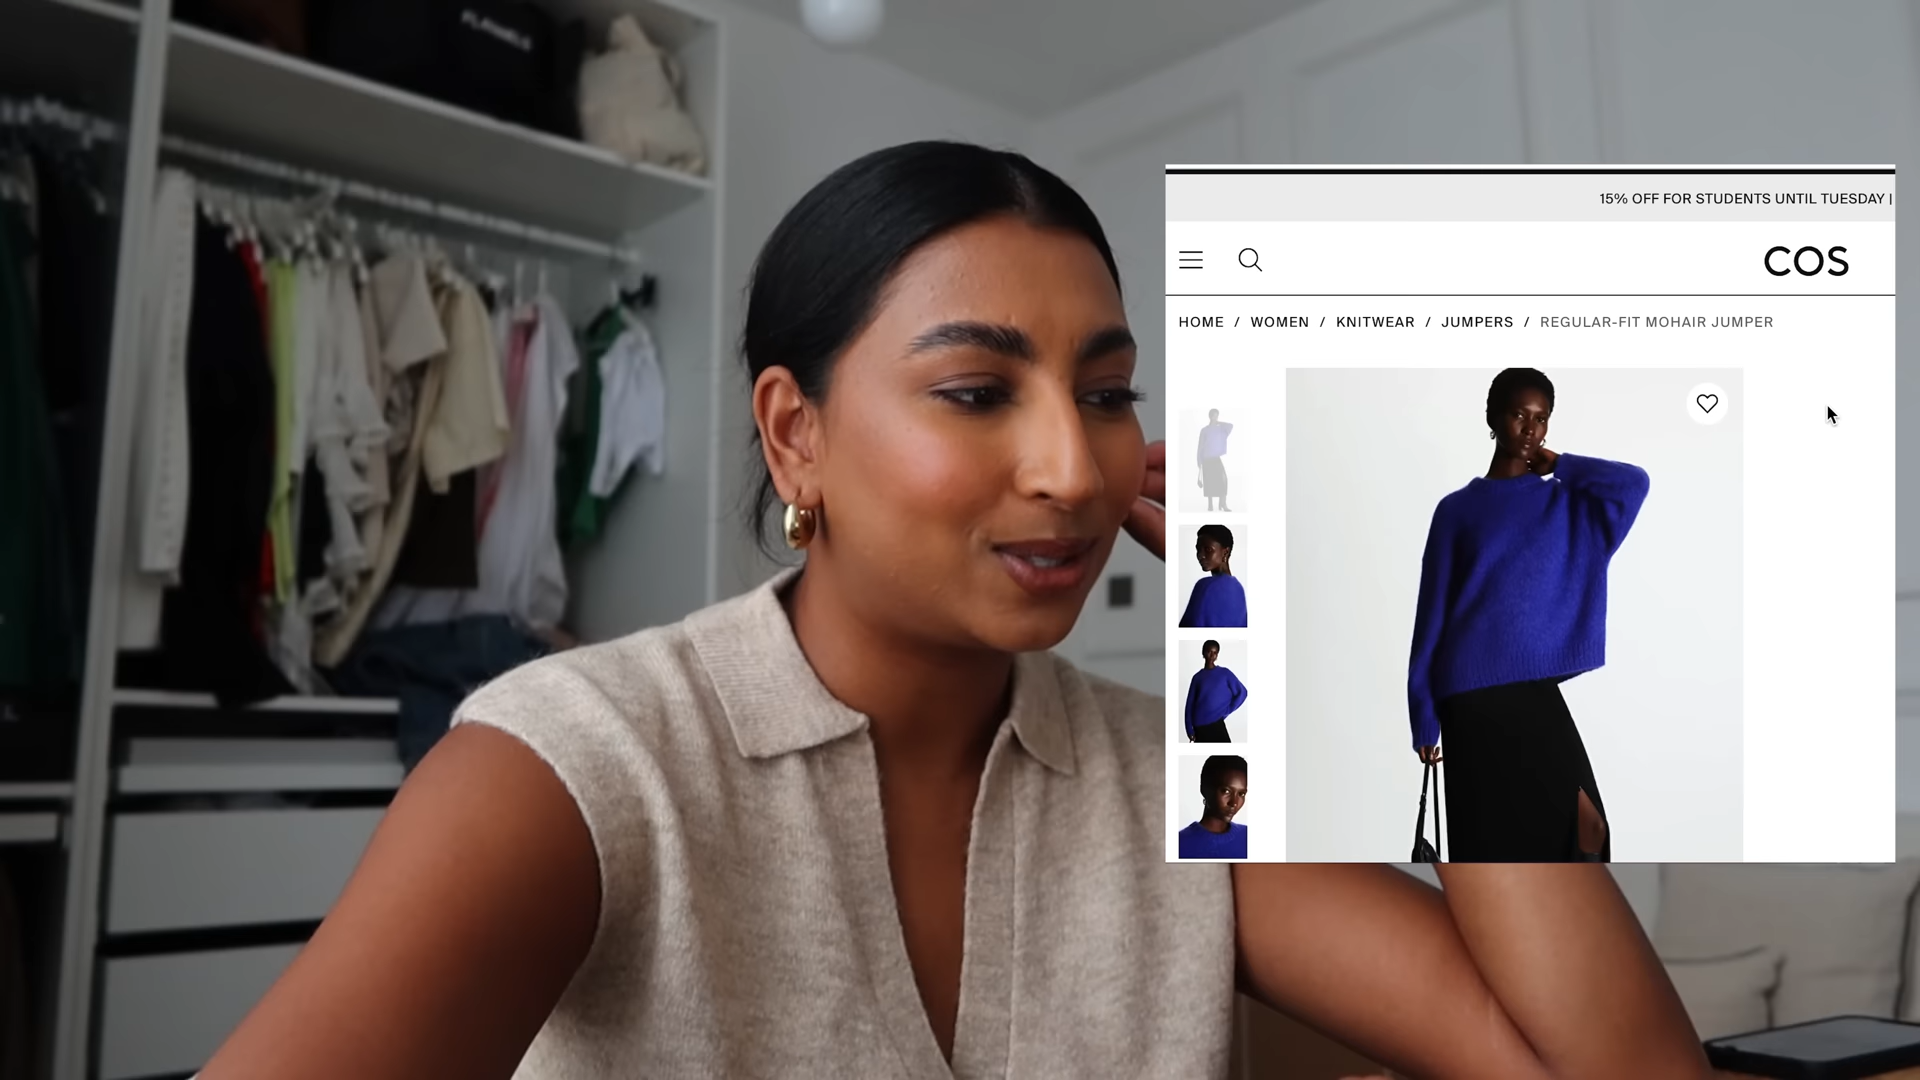 15% OFF FOR STUDENTS UNTIL TUESDAY |
COS
HOME / WOMEN / KNITWEAR / JUMPERS / REGULAR-FIT MOHAIR JUMPER